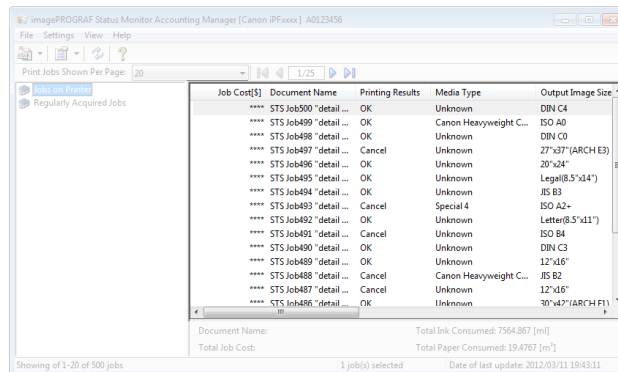 imagePROGRAF Status Monitor Accounting Manager [Canon iPFxxxx] A0123456
File Settings View Help
Print Jobs Shown Per Page: 20 1/25
Jobs on Printer
Regularly Acquired Jobs
Job Cost[$] Document Name Printing Results Media Type Output Image Size
**** STS Job500 "detail ... OK Unknown DIN C4
**** STS Job499 "detail ... OK Canon Heavyweight C... ISO A0
**** STS Job498 "detail ... OK Unknown DIN C0
**** STS Job497 "detail ... Cancel Unknown 27"x37"(ARCH E3)
**** STS Job496 "detail ... OK Unknown 20"x24"
**** STS Job495 "detail ... OK Unknown Legal(8.5"x14")
**** STS Job494 "detail ... OK Unknown JIS B3
**** STS Job493 "detail ... Cancel Special 4 ISO A2+
**** STS Job492 "detail ... OK Unknown Letter(8.5"x11")
**** STS Job491 "detail ... Cancel Unknown ISO B4
**** STS Job490 "detail ... OK Unknown DIN C3
**** STS Job489 "detail ... OK Unknown 12"x16"
**** STS Job488 "detail ... Cancel Canon Heavyweight C... JIS B2
**** STS Job487 "detail ... Cancel Unknown 12"x16"
**** STS Job486 "detail ... OK Unknown 30"x42"(ARCH E1)
Document Name: Total Ink Consumed: 7564.867 [ml]
Total Job Cost: Total Paper Consumed: 19.4767 [m²]
Showing of 1-20 of 500 jobs 1 job(s) selected Date of last update: 2012/03/11 19:43:11